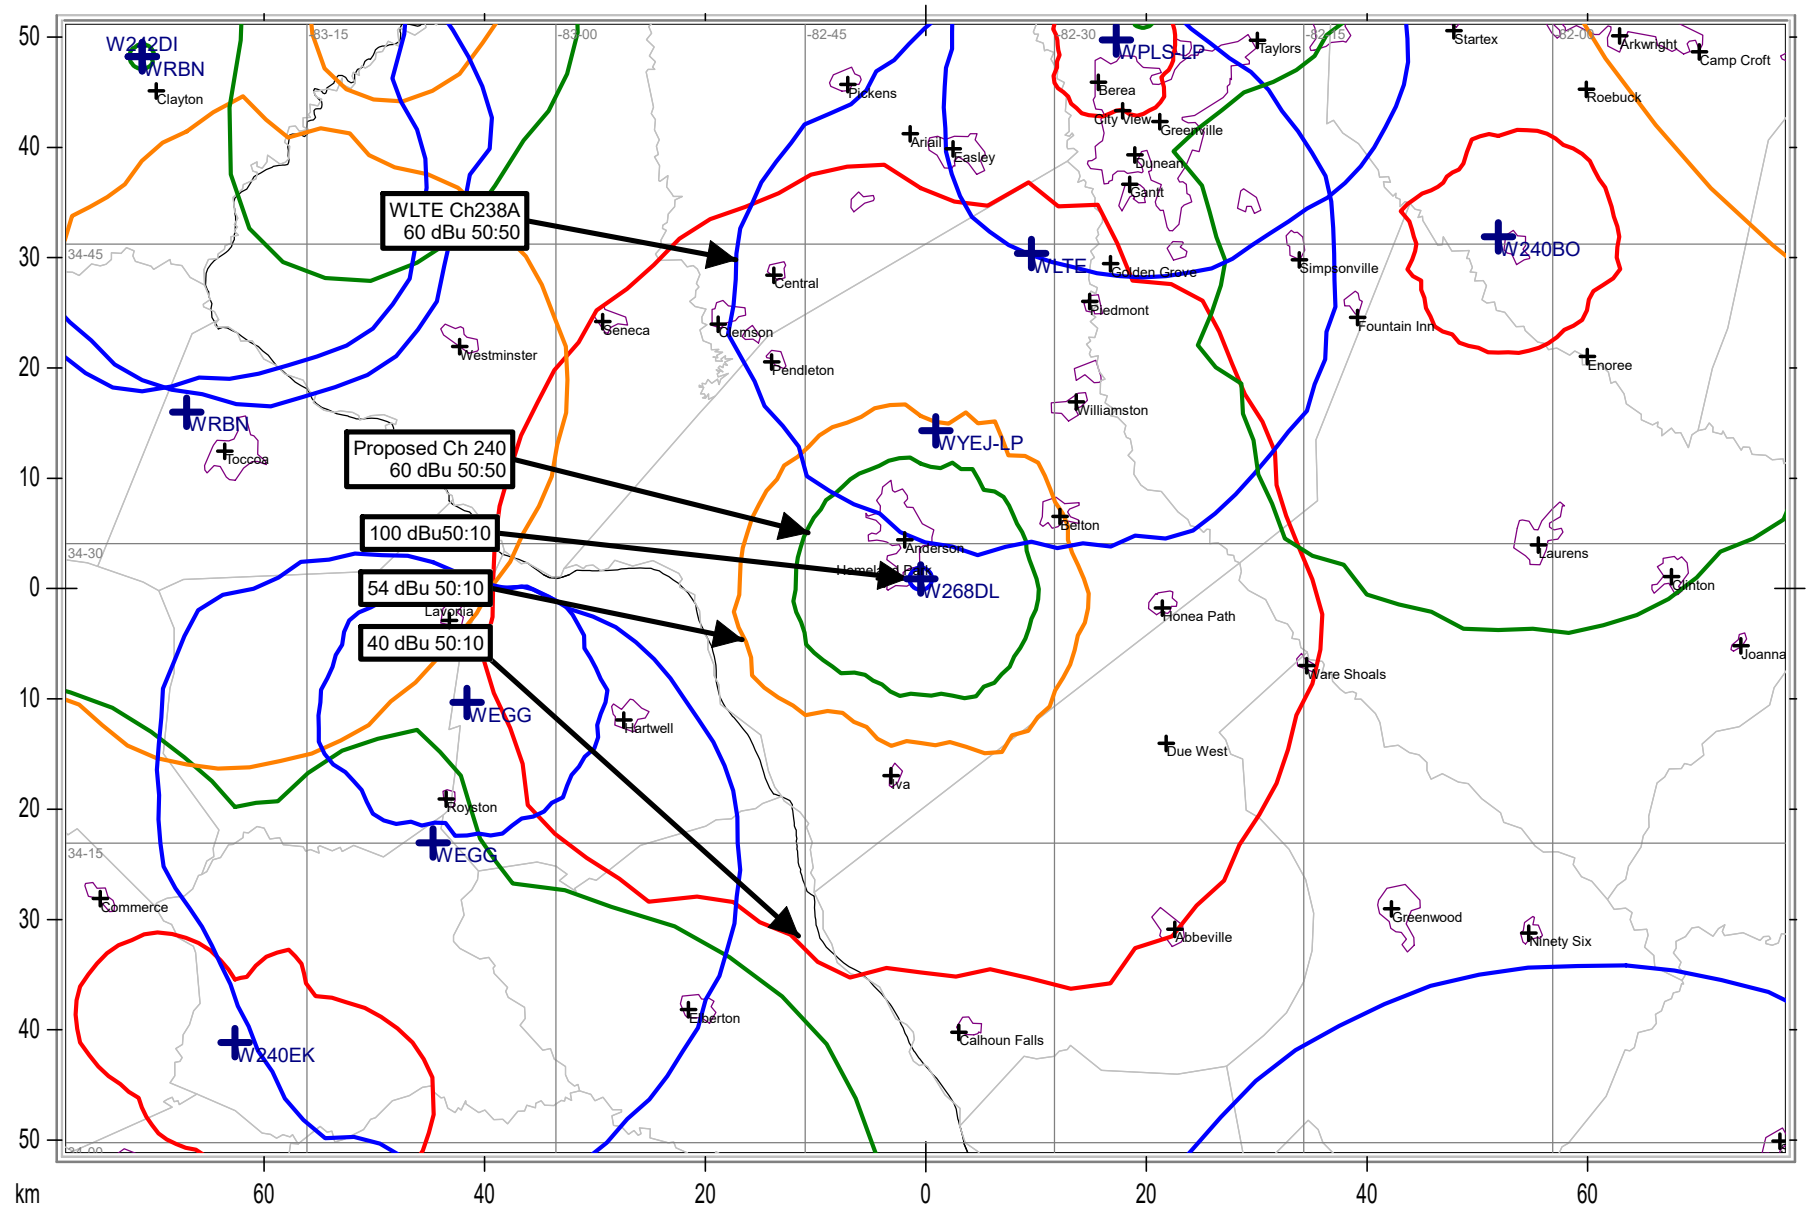 50
-83-15
-83-00
-82-45
-82-30
-82-15
-82-00
W242DI
WRBN
Clayton
Pickens
WPLS-LP
Taylors
Startex
Arkwright
Camp Croft
Berea
Roebuck
City View
Greenville
40
Ariail
Easley
Dunean
Gantt
WLTE Ch238A
60 dBu 50:50
30
34-45
WLTE
Golden Grove
Simpsonville
W240BO
Central
Piedmont
Seneca
Clemson
Fountain Inn
Westminster
20
Pendleton
Enoree
WRBN
Williamston
WYEJ-LP
Toccoa
Proposed Ch 240
60 dBu 50:50
10
Belton
100 dBu50:10
Anderson
34-30
Laurens
Homeland Park
0
54 dBu 50:10
W268DL
Clinton
Lavonia
Honea Path
40 dBu 50:10
Joanna
Ware Shoals
10
WEGG
Hartwell
Due West
Iva
20
Royston
34-15
WEGG
Commerce
30
Greenwood
Abbeville
Ninety Six
40
Elberton
W240EK
Calhoun Falls
50
34-00
km
60
40
20
0
20
40
60